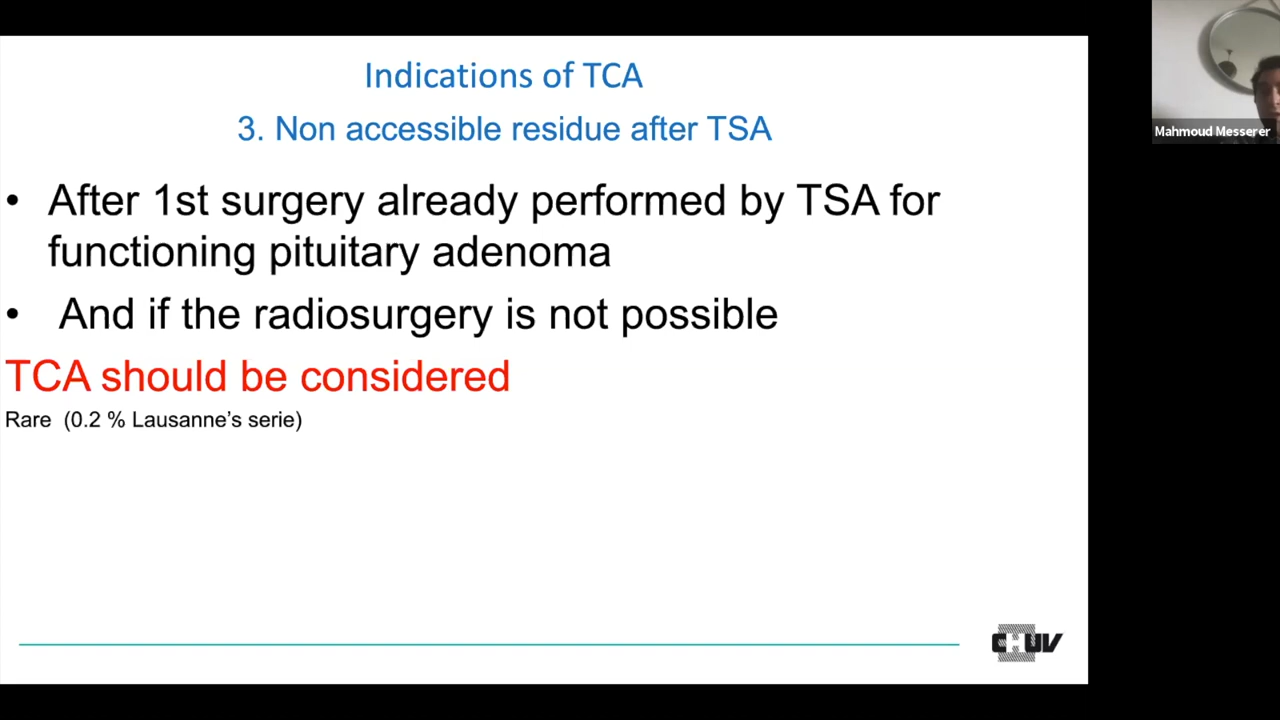 Indications of TCA
3. Non accessible residue after TSA
• After 1st surgery already performed by TSA for
functioning pituitary adenoma
• And if the radiosurgery is not possible
TCA should be considered
Rare (0.2 % Lausanne's serie)
CHUV
Mahmoud Messerer